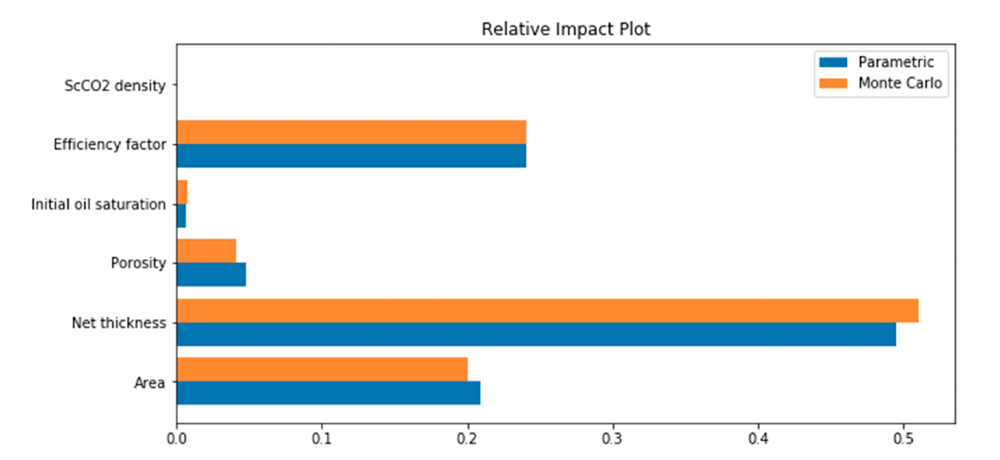 Relative Impact Plot
Parametric
Monte Carlo
ScCO2 density
Efficiency factor
Initial oil saturation
Porosity
Net thickness
Area
0.0 0.1 0.2 0.3 0.4 0.5